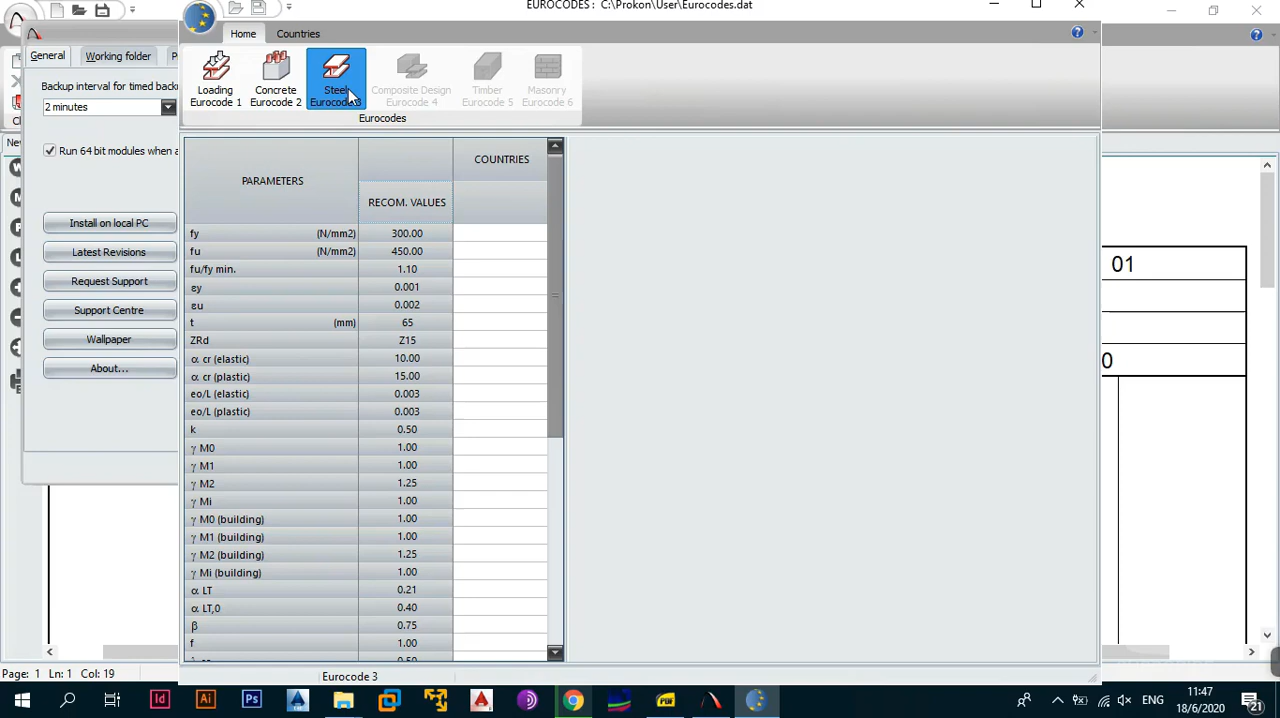 EUROCODES : C:\Prokon\User\Eurocodes.dat
General
Working folder
Backup interval for timed back
2 minutes
Run 64 bit modules when a
Install on local PC
Latest Revisions
Request Support
Support Centre
Wallpaper
About...
Home
Countries
Loading
Eurocode 1
Concrete
Eurocode 2
Steel
Eurocode 3
Composite Design
Eurocode 4
Timber
Eurocode 5
Masonry
Eurocode 6
Eurocodes
PARAMETERS
COUNTRIES
RECOM. VALUES
fy (N/mm2) 300.00
fu (N/mm2) 450.00
fu/fy min. 1.10
εy 0.001
εu 0.002
t (mm) 65
ZRd Z15
α cr (elastic) 10.00
α cr (plastic) 15.00
eo/L (elastic) 0.003
eo/L (plastic) 0.003
k 0.50
γ M0 1.00
γ M1 1.00
γ M2 1.25
γ Mi 1.00
γ M0 (building) 1.00
γ M1 (building) 1.00
γ M2 (building) 1.25
γ Mi (building) 1.00
α LT 0.21
α LT,0 0.40
β 0.75
f 1.00
01
0
Eurocode 3
Page: 1 Ln: 1 Col: 19
Id
Ai
Ps
ENG
11:47
18/6/2020
21